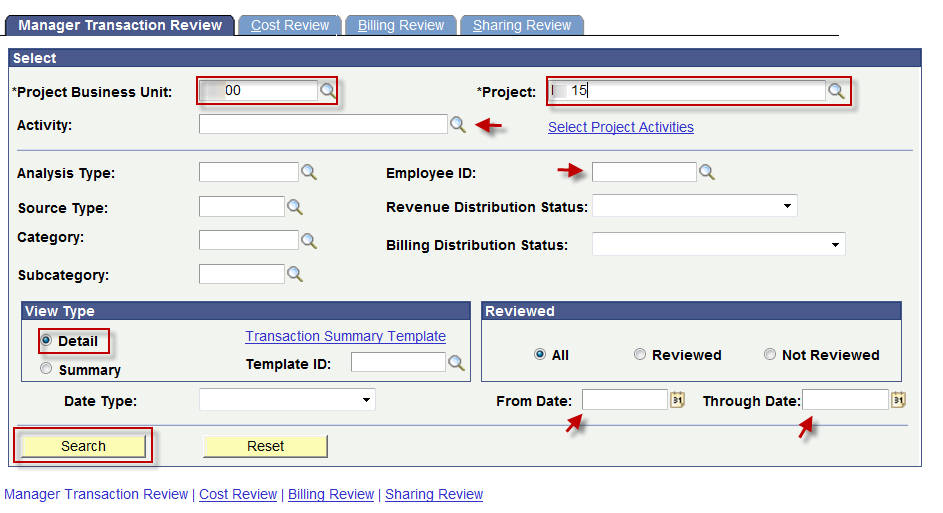 Manager Transaction Review Cost Review Billing Review Sharing Review
Select
*Project Business Unit: 00 *Project: 15
Activity: Select Project Activities
Analysis Type: Employee ID:
Source Type: Revenue Distribution Status:
Category:
Billing Distribution Status:
Subcategory:
View Type Reviewed
Detail Transaction Summary Template
All Reviewed Not Reviewed
Summary Template ID:
Date Type: From Date: 31 Through Date: 31
Search Reset
Manager Transaction Review | Cost Review | Billing Review | Sharing Review